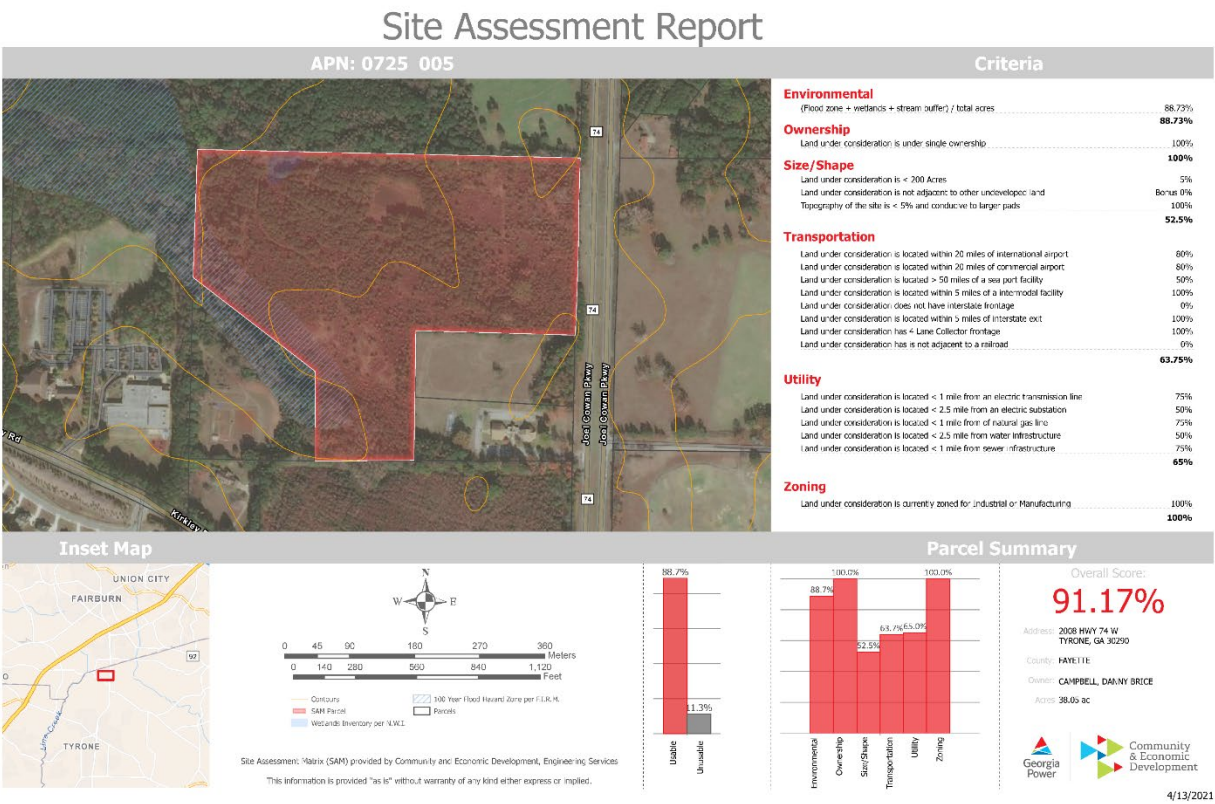 Site Assessment Report
APN: 0725 005
Criteria
74
74
74
Joel Cowan Pkwy
Joel Cowan Pkwy
y Rd
Kirkley
Environmental
(Flood zone + wetlands + stream buffer) / total acres 88.73%
88.73%
Ownership
Land under consideration is under single ownership 100%
100%
Size/Shape
Land under consideration is < 200 Acres 5%
Land under consideration is not adjacent to other undeveloped land Bonus 0%
Topography of the site is < 5% and conducive to larger pads 100%
52.5%
Transportation
Land under consideration is located within 20 miles of international airport 80%
Land under consideration is located within 20 miles of commercial airport 80%
Land under consideration is located > 50 miles of a sea port facility 50%
Land under consideration is located within 5 miles of a intermodal facility 100%
Land under consideration does not have interstate frontage 0%
Land under consideration is located within 5 miles of interstate exit 100%
Land under consideration has 4 Lane Collector frontage 100%
Land under consideration has is not adjacent to a railroad 0%
63.75%
Utility
Land under consideration is located < 1 mile from an electric transmission line 75%
Land under consideration is located < 2.5 mile from an electric substation 50%
Land under consideration is located < 1 mile from of natural gas line 75%
Land under consideration is located < 2.5 mile from water infrastructure 50%
Land under consideration is located < 1 mile from sewer infrastructure 75%
65%
Zoning
Land under consideration is currently zoned for Industrial or Manufacturing 100%
100%
Inset Map
Parcel Summary
UNION CITY
FAIRBURN
92
Line Creek
TYRONE
N
W E
S
0 45 90 180 270 360
Meters
0 140 280 560 840 1,120
Feet
Contours
SAM Parcel
Wetlands Inventory per N.W.I.
100 Year Flood Hazard Zone per F.I.R.M.
Parcels
Site Assessment Matrix (SAM) provided by Community and Economic Development, Engineering Services
This information is provided "as is" without warranty of any kind either express or implied.
88.7%
11.3%
Usable
Unusable
88.7%
100.0%
52.5%
63.7%
65.0%
100.0%
Environmental
Ownership
Size/Shape
Transportation
Utility
Zoning
Overall Score:
91.17%
Address: 2008 HWY 74 W
TYRONE, GA 30290
County: FAYETTE
Owner: CAMPBELL, DANNY BRICE
Acres 38.05 ac
Georgia
Power
Community
& Economic
Development
4/13/2021